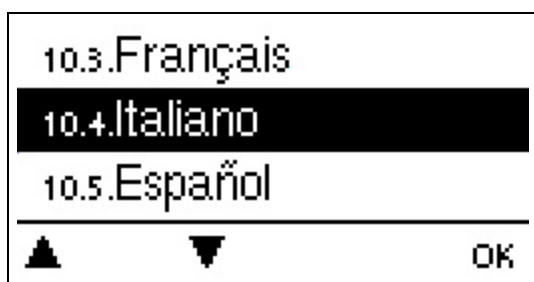 10.3.Français
10.4.Italiano
10.5.Español
▲ ▼ OK